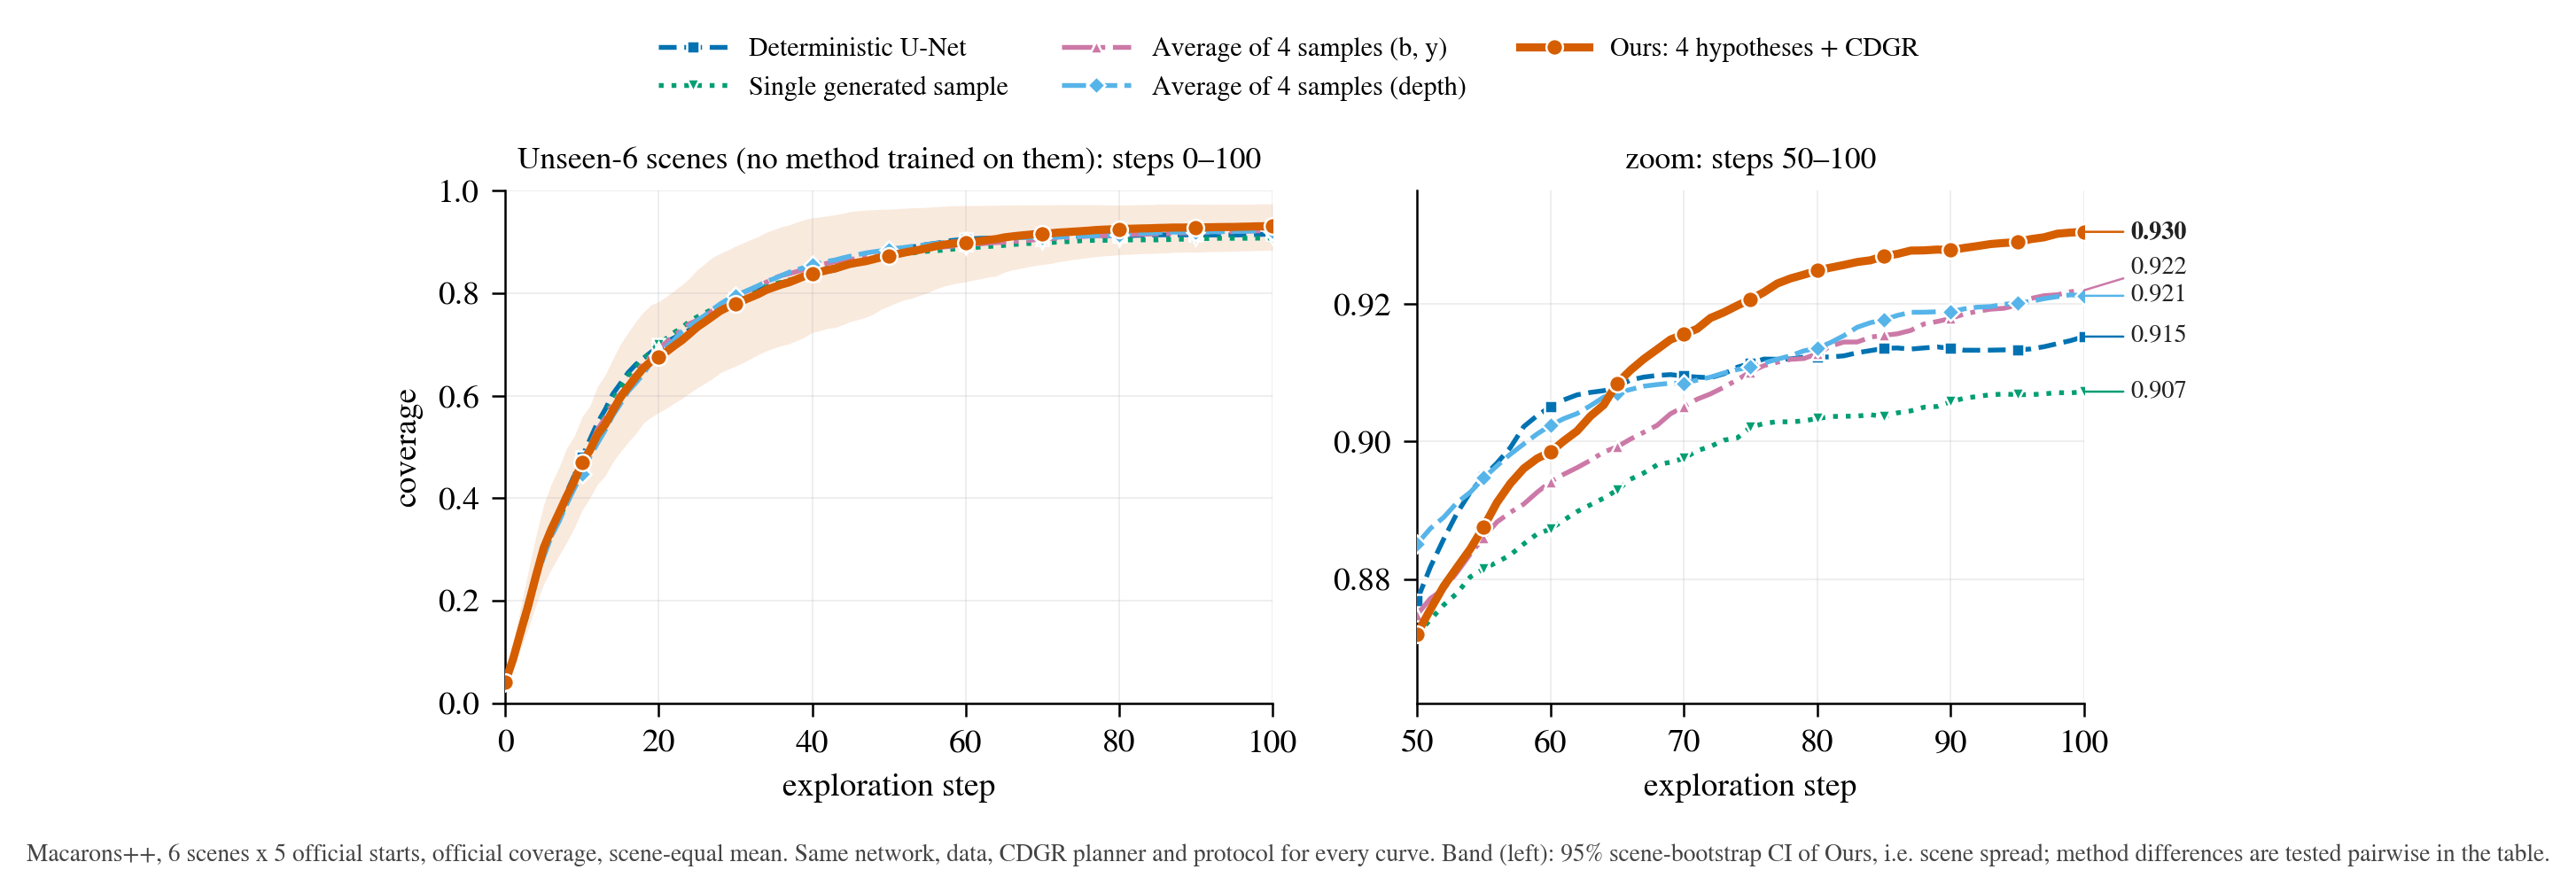 Deterministic U-Net
Single generated sample
Average of 4 samples (b, y)
Average of 4 samples (depth)
Ours: 4 hypotheses + CDGR
Unseen-6 scenes (no method trained on them): steps 0–100
1.0
0.8
0.6
0.4
0.2
0.0
coverage
0 20 40 60 80 100
exploration step
zoom: steps 50–100
0.92
0.90
0.88
0.930
0.922
0.921
0.915
0.907
50 60 70 80 90 100
exploration step
Macarons++, 6 scenes x 5 official starts, official coverage, scene-equal mean. Same network, data, CDGR planner and protocol for every curve. Band (left): 95% scene-bootstrap CI of Ours, i.e. scene spread; method differences are tested pairwise in the table.